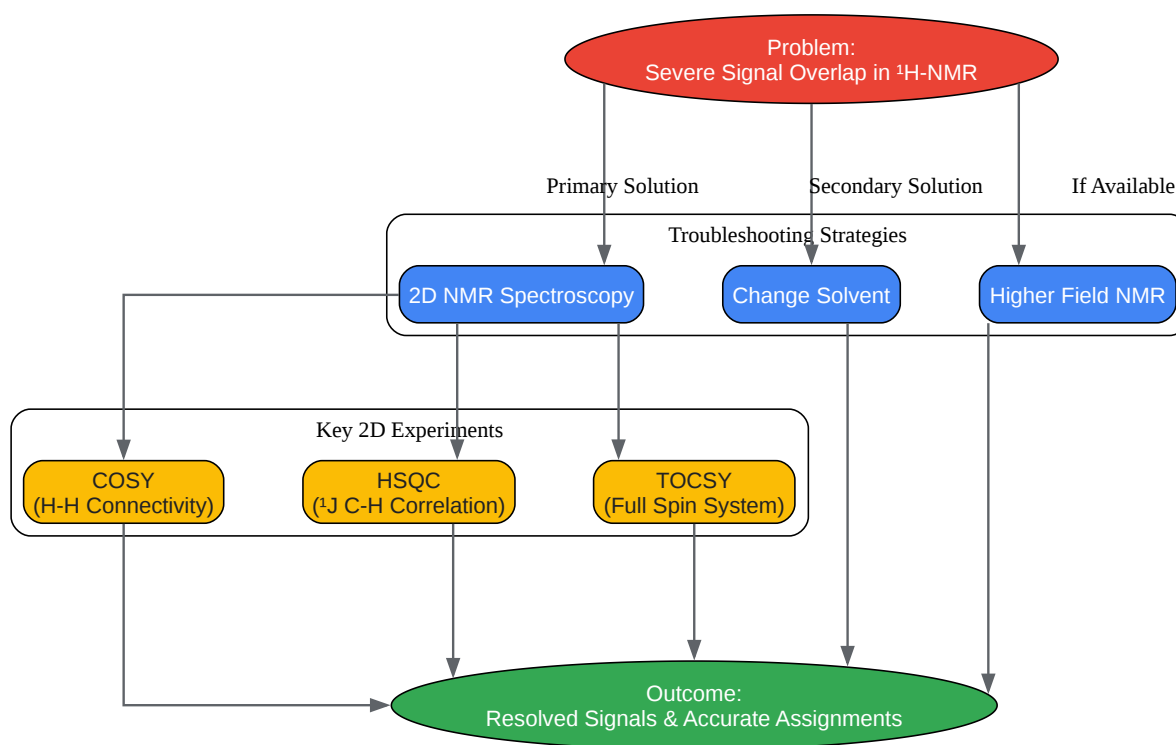 Problem:
Severe Signal Overlap in ¹H-NMR
Primary Solution
Secondary Solution
If Available
Troubleshooting Strategies
2D NMR Spectroscopy
Change Solvent
Higher Field NMR
Key 2D Experiments
COSY
(H-H Connectivity)
HSQC
(¹J C-H Correlation)
TOCSY
(Full Spin System)
Outcome:
Resolved Signals & Accurate Assignments